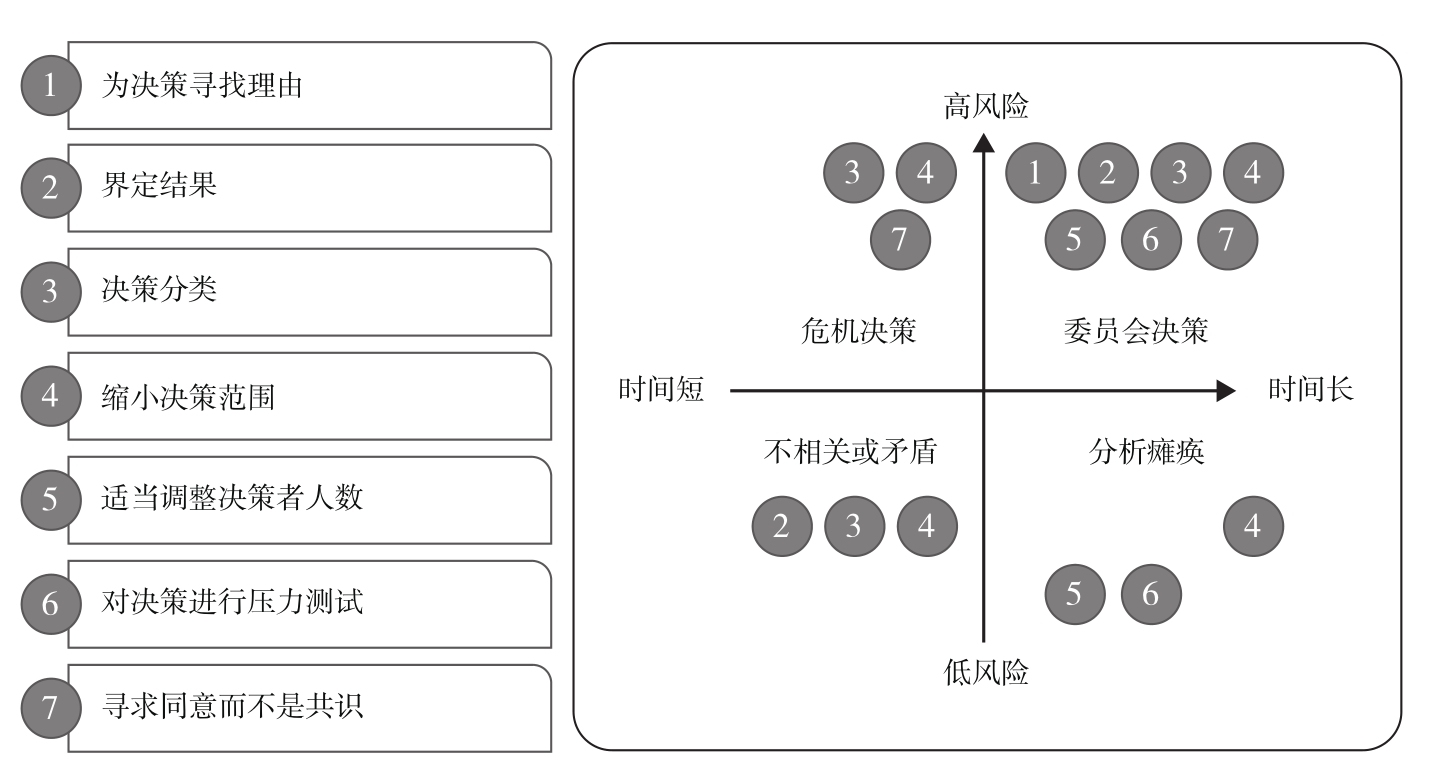 1 为决策寻找理由
2 界定结果
3 决策分类
4 缩小决策范围
5 适当调整决策者人数
6 对决策进行压力测试
7 寻求同意而不是共识
高风险
3 4 1 2 3 4
7 5 6 7
危机决策 委员会决策
时间短 时间长
不相关或矛盾 分析瘫痪
2 3 4 4
5 6
低风险